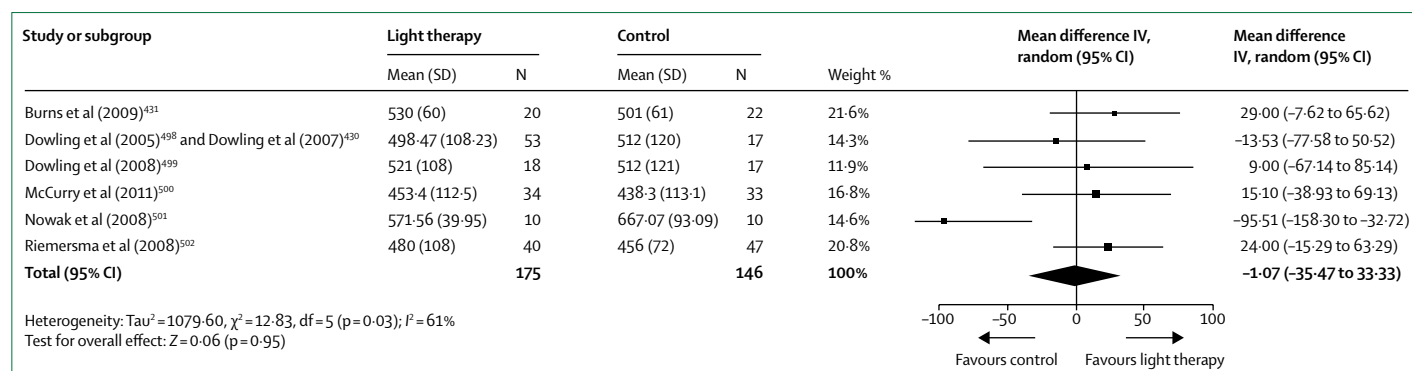 Study or subgroup Light therapy Control Mean difference IV, Mean difference
random (95% CI) IV, random (95% CI)
Mean (SD) N Mean (SD) N Weight %
Burns et al (2009)⁴³¹ 530 (60) 20 501 (61) 22 21·6% 29·00 (−7·62 to 65·62)
Dowling et al (2005)⁴⁹⁸ and Dowling et al (2007)⁴³⁰ 498·47 (108·23) 53 512 (120) 17 14·3% −13·53 (−77·58 to 50·52)
Dowling et al (2008)⁴⁹⁹ 521 (108) 18 512 (121) 17 11·9% 9·00 (−67·14 to 85·14)
McCurry et al (2011)⁵⁰⁰ 453·4 (112·5) 34 438·3 (113·1) 33 16·8% 15·10 (−38·93 to 69·13)
Nowak et al (2008)⁵⁰¹ 571·56 (39·95) 10 667·07 (93·09) 10 14·6% −95·51 (−158·30 to −32·72)
Riemersma et al (2008)⁵⁰² 480 (108) 40 456 (72) 47 20·8% 24·00 (−15·29 to 63·29)
Total (95% CI) 175 146 100% −1·07 (−35·47 to 33·33)
Heterogeneity: Tau²=1079·60, χ²=12·83, df=5 (p=0·03); I²=61%
Test for overall effect: Z=0·06 (p=0·95)
−100 −50 0 50 100
Favours control Favours light therapy